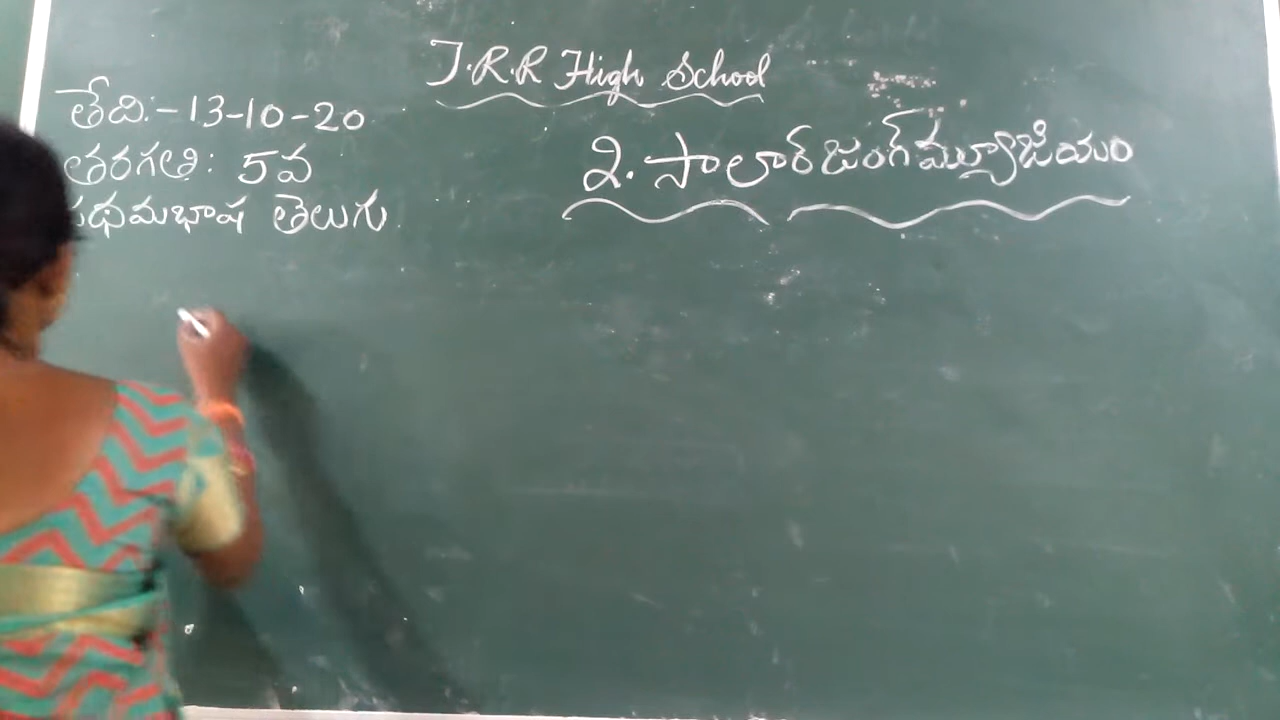 J.R.R High School
తేది:-13-10-20
తరగతి: 5వ
తెలుగు
2. సాలార్ జంగ్ మ్యూజియం